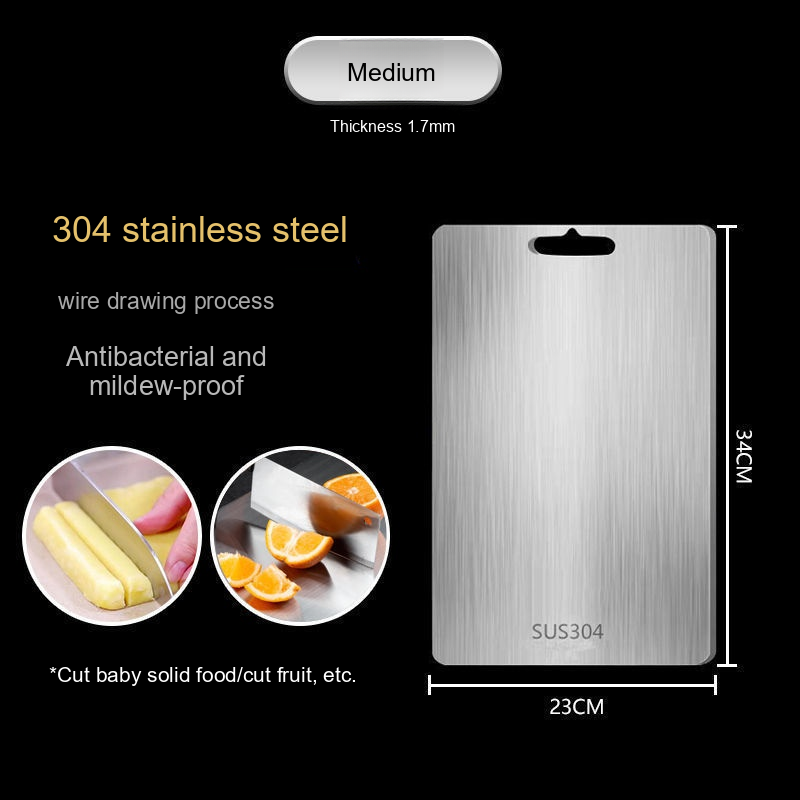 Medium
Thickness 1.7mm
304 stainless steel
wire drawing process
Antibacterial and
mildew-proof
*Cut baby solid food/cut fruit, etc.
SUS304
34CM
23CM